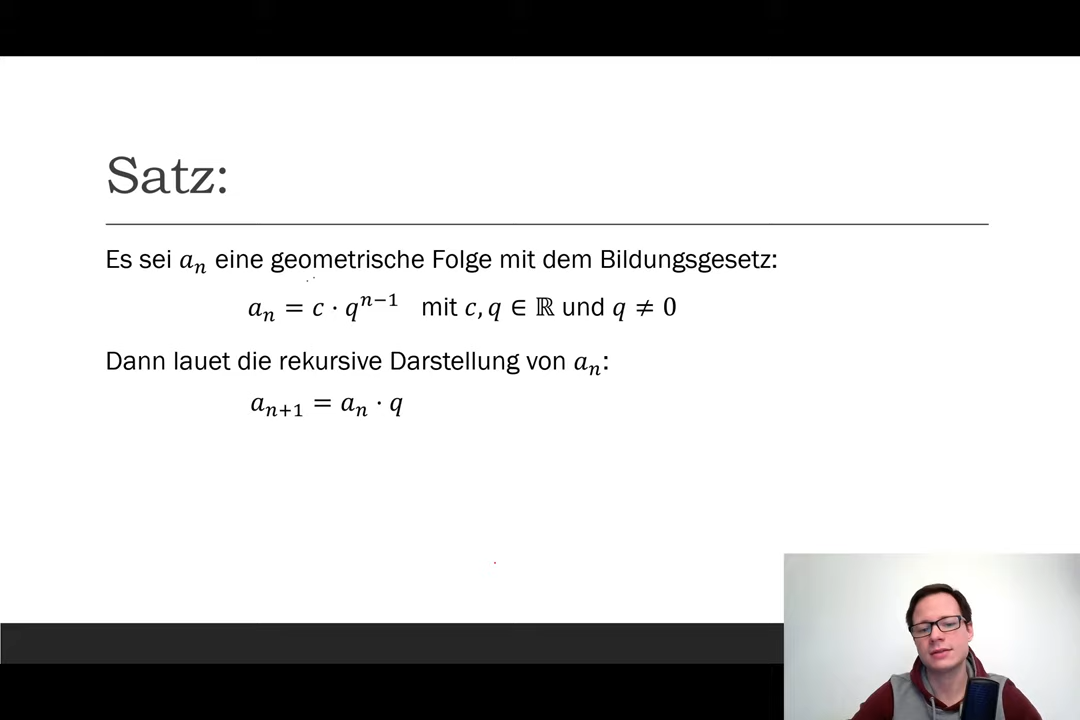 Satz:
Es sei aₙ eine geometrische Folge mit dem Bildungsgesetz:
aₙ = c · qⁿ⁻¹ mit c, q ∈ ℝ und q ≠ 0
Dann lauet die rekursive Darstellung von aₙ:
aₙ₊₁ = aₙ · q